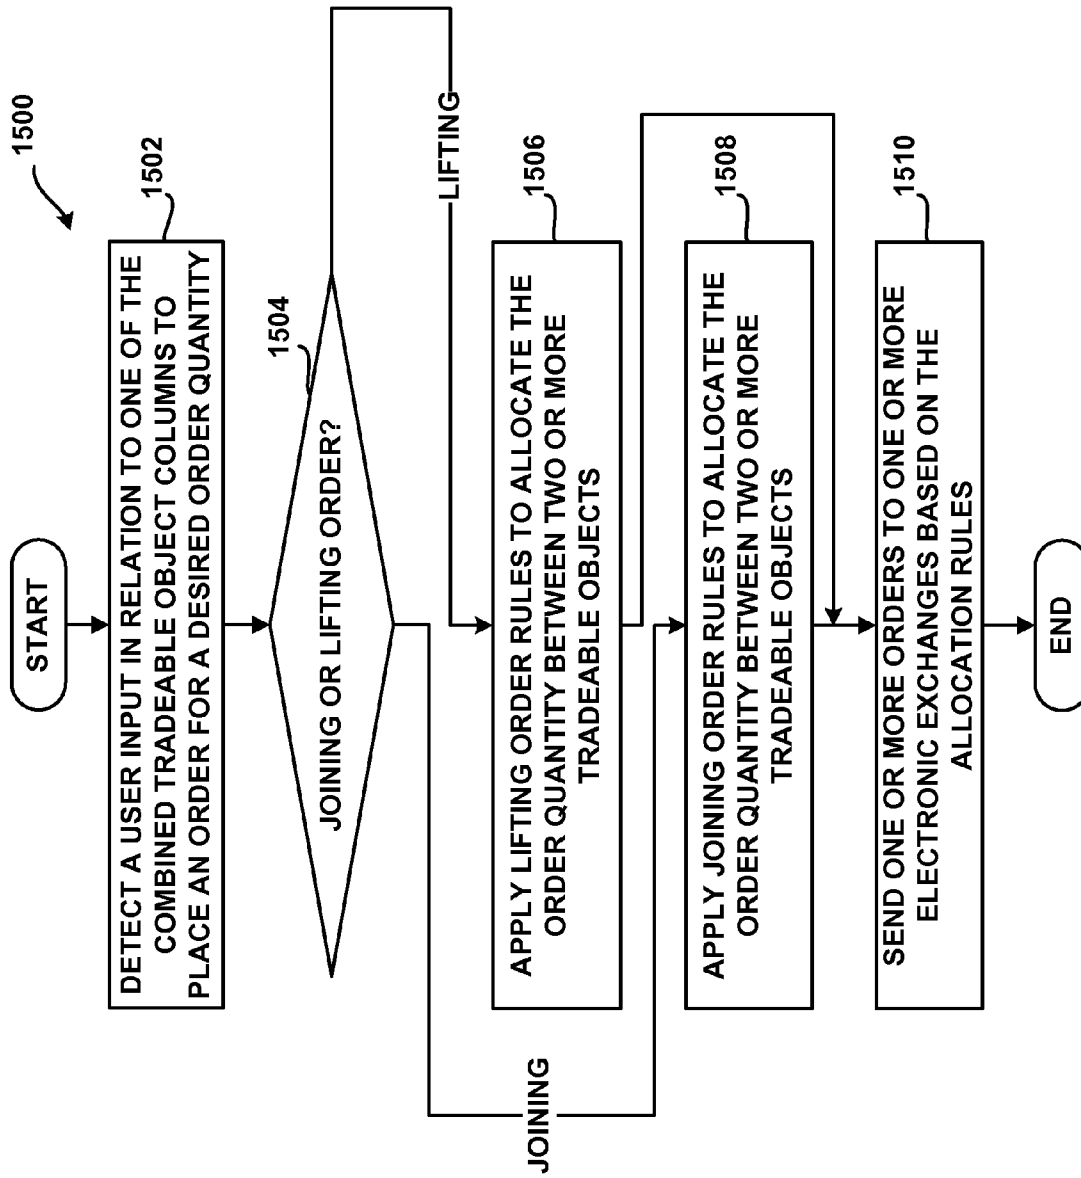 1500
START
1502
DETECT A USER INPUT IN RELATION TO ONE OF THE
COMBINED TRADEABLE OBJECT COLUMNS TO
PLACE AN ORDER FOR A DESIRED ORDER QUANTITY
1504
JOINING OR LIFTING ORDER?
LIFTING
1506
APPLY LIFTING ORDER RULES TO ALLOCATE THE
ORDER QUANTITY BETWEEN TWO OR MORE
TRADEABLE OBJECTS
JOINING
1508
APPLY JOINING ORDER RULES TO ALLOCATE THE
ORDER QUANTITY BETWEEN TWO OR MORE
TRADEABLE OBJECTS
1510
SEND ONE OR MORE ORDERS TO ONE OR MORE
ELECTRONIC EXCHANGES BASED ON THE
ALLOCATION RULES
END